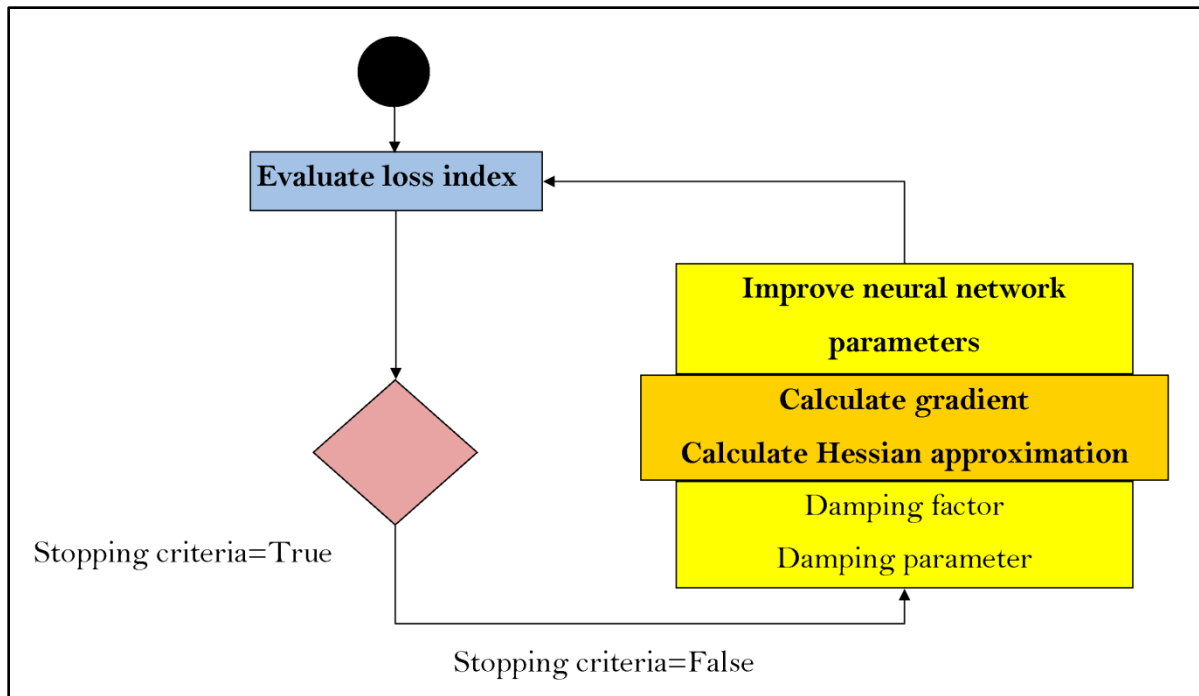 Evaluate loss index
Improve neural network
parameters
Calculate gradient
Calculate Hessian approximation
Damping factor
Damping parameter
Stopping criteria=True
Stopping criteria=False